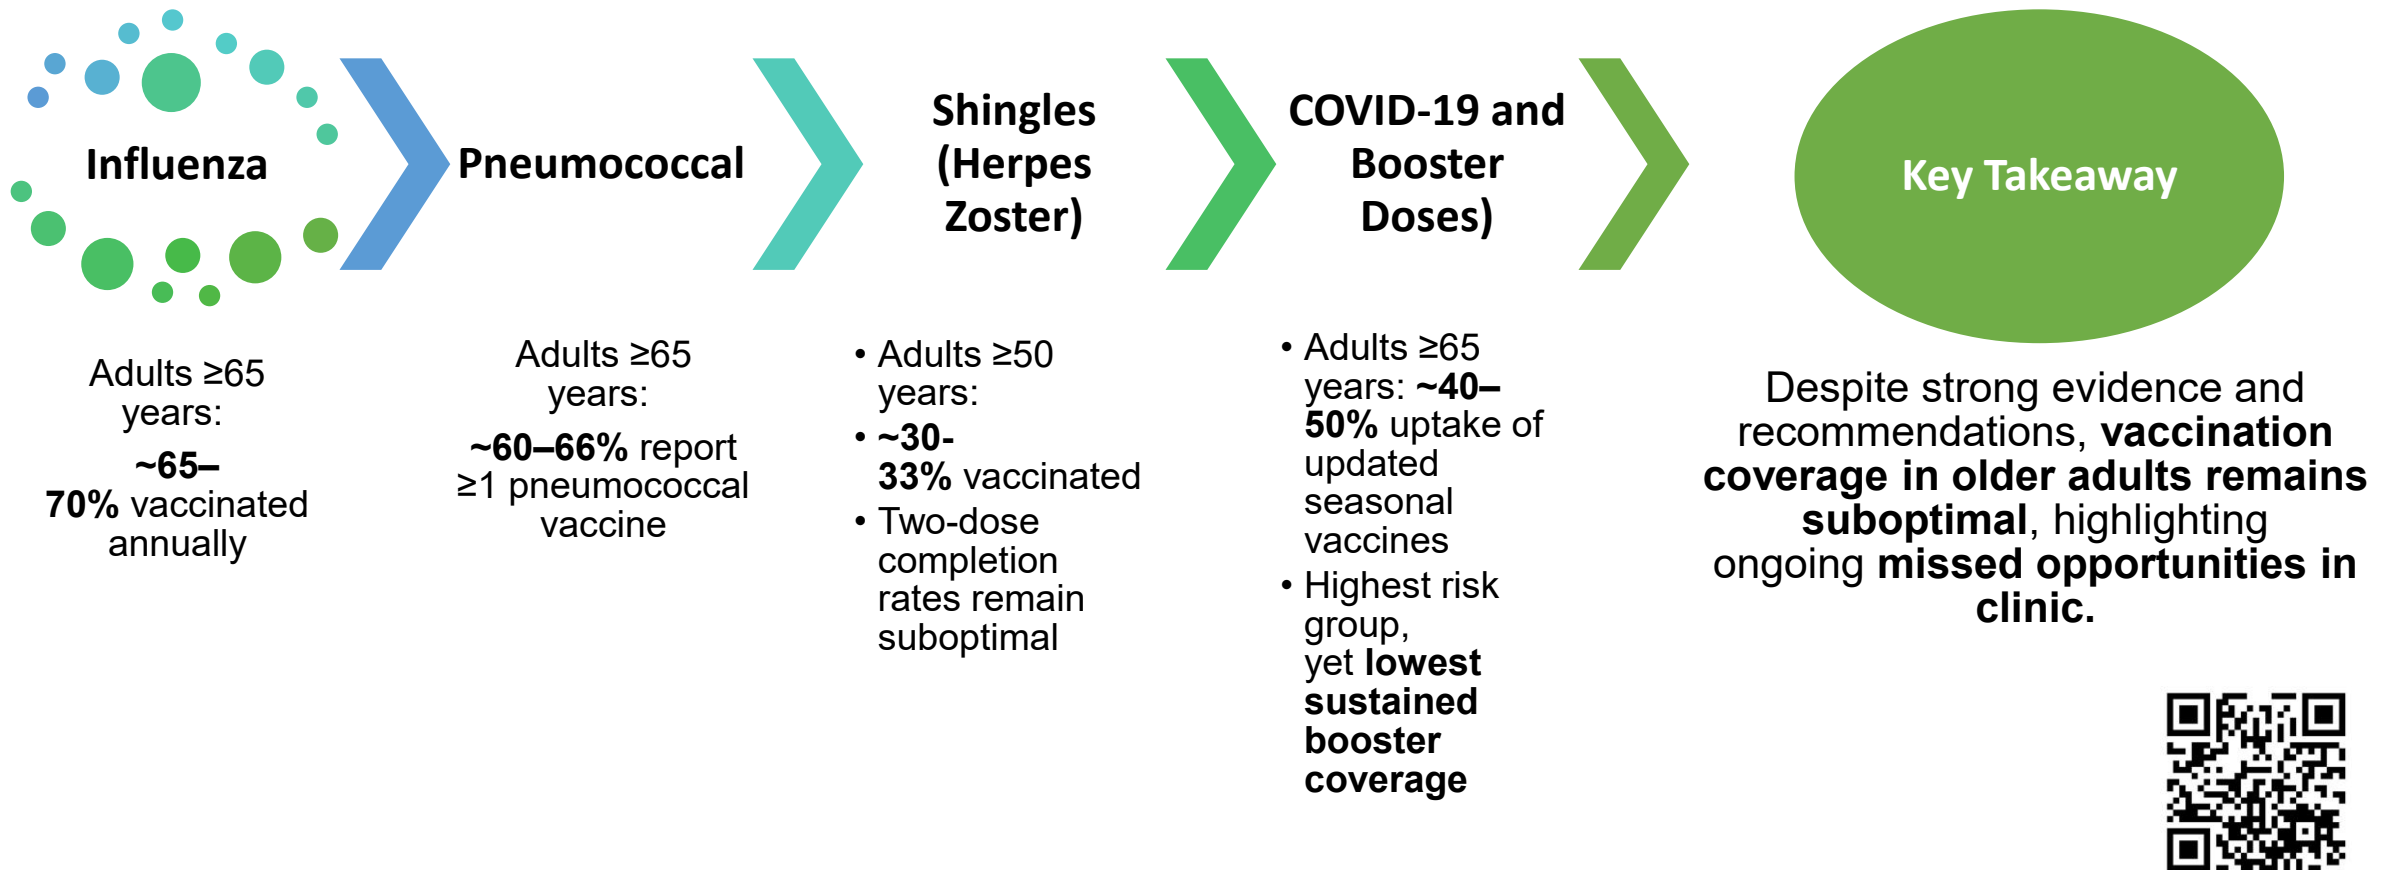 Influenza
Adults ≥65
years:
~65–
70% vaccinated
annually
Pneumococcal
Adults ≥65
years:
~60–66% report
≥1 pneumococcal
vaccine
Shingles
(Herpes
Zoster)
• Adults ≥50
years:
• ~30-
33% vaccinated
• Two-dose
completion
rates remain
suboptimal
COVID-19 and
Booster
Doses)
• Adults ≥65
years: ~40–
50% uptake of
updated
seasonal
vaccines
• Highest risk
group,
yet lowest
sustained
booster
coverage
Key Takeaway
Despite strong evidence and
recommendations, vaccination
coverage in older adults remains
suboptimal, highlighting
ongoing missed opportunities in
clinic.